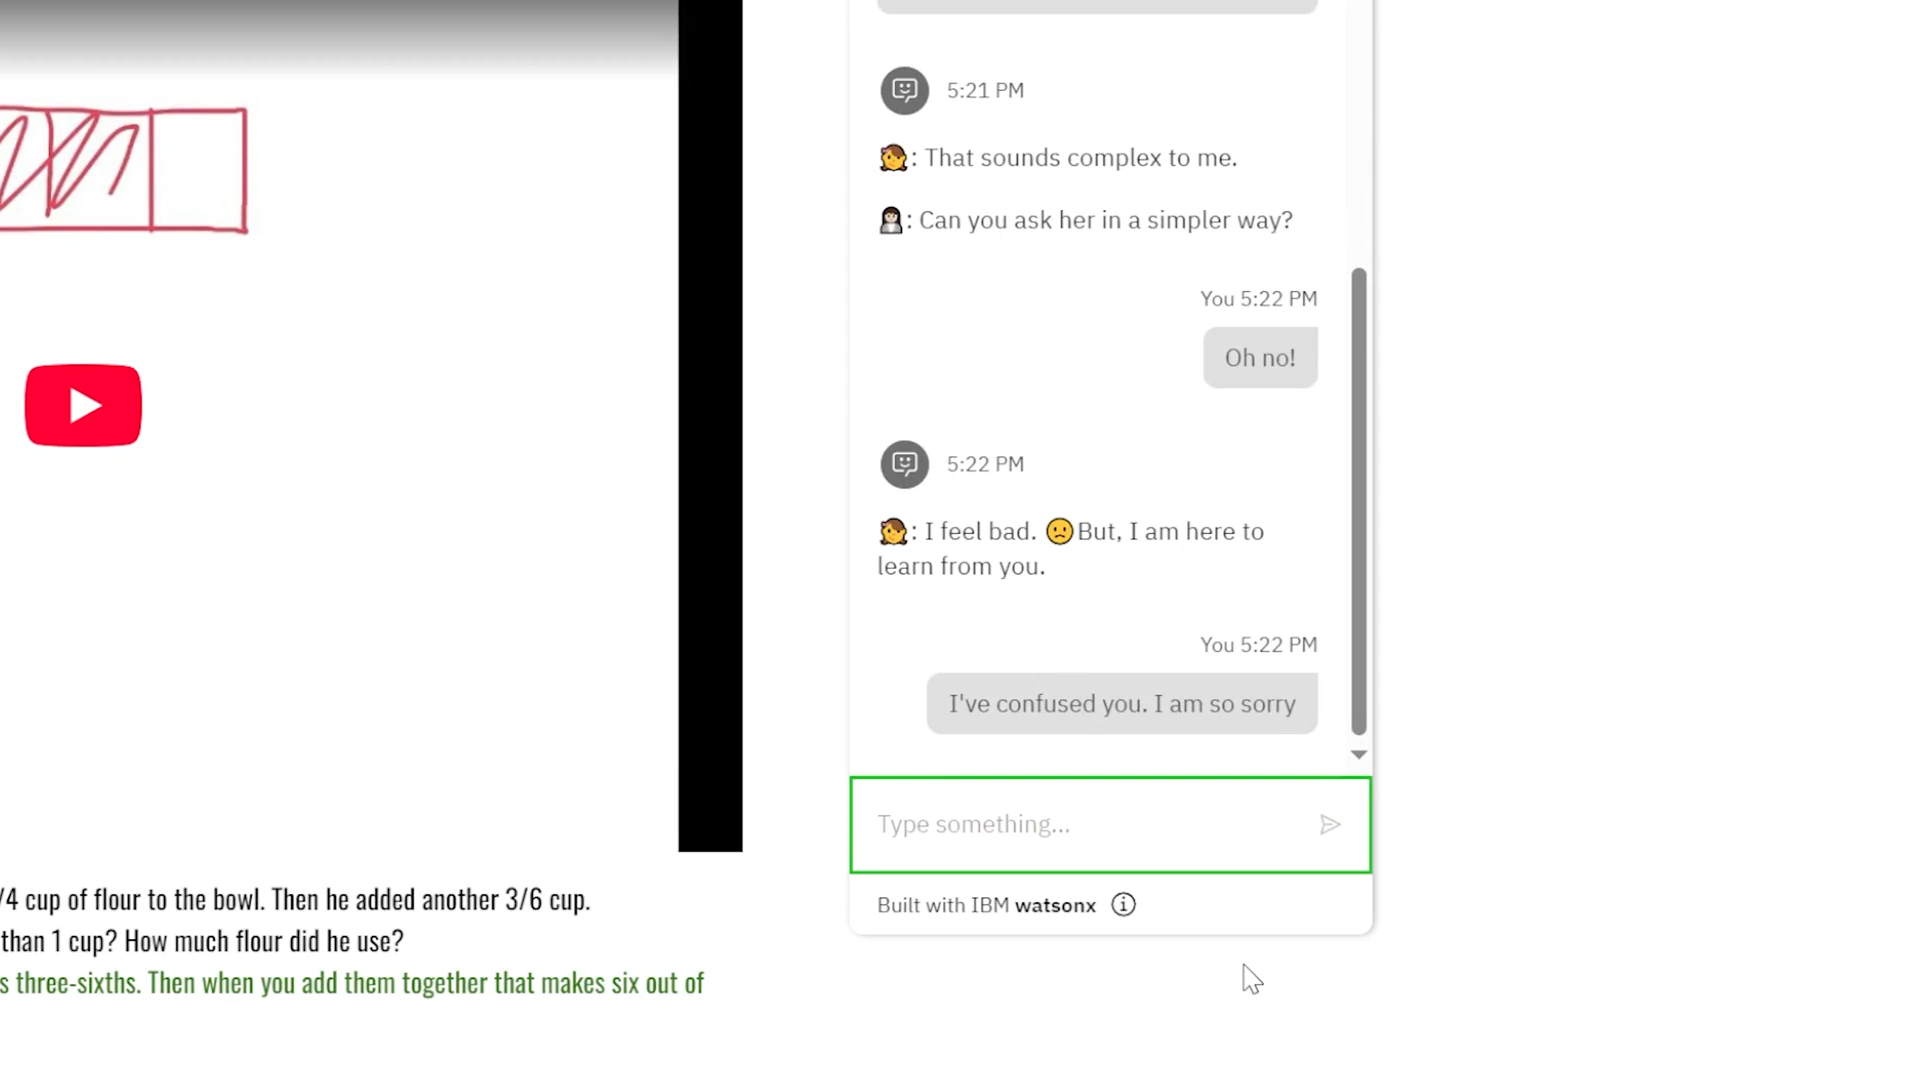 5:21 PM
: That sounds complex to me.
: Can you ask her in a simpler way?
You 5:22 PM
Oh no!
5:22 PM
: I feel bad. But, I am here to
learn from you.
You 5:22 PM
I've confused you. I am so sorry
Type something...
Built with IBM watsonx
/4 cup of flour to the bowl. Then he added another 3/6 cup.
than 1 cup? How much flour did he use?
s three-sixths. Then when you add them together that makes six out of